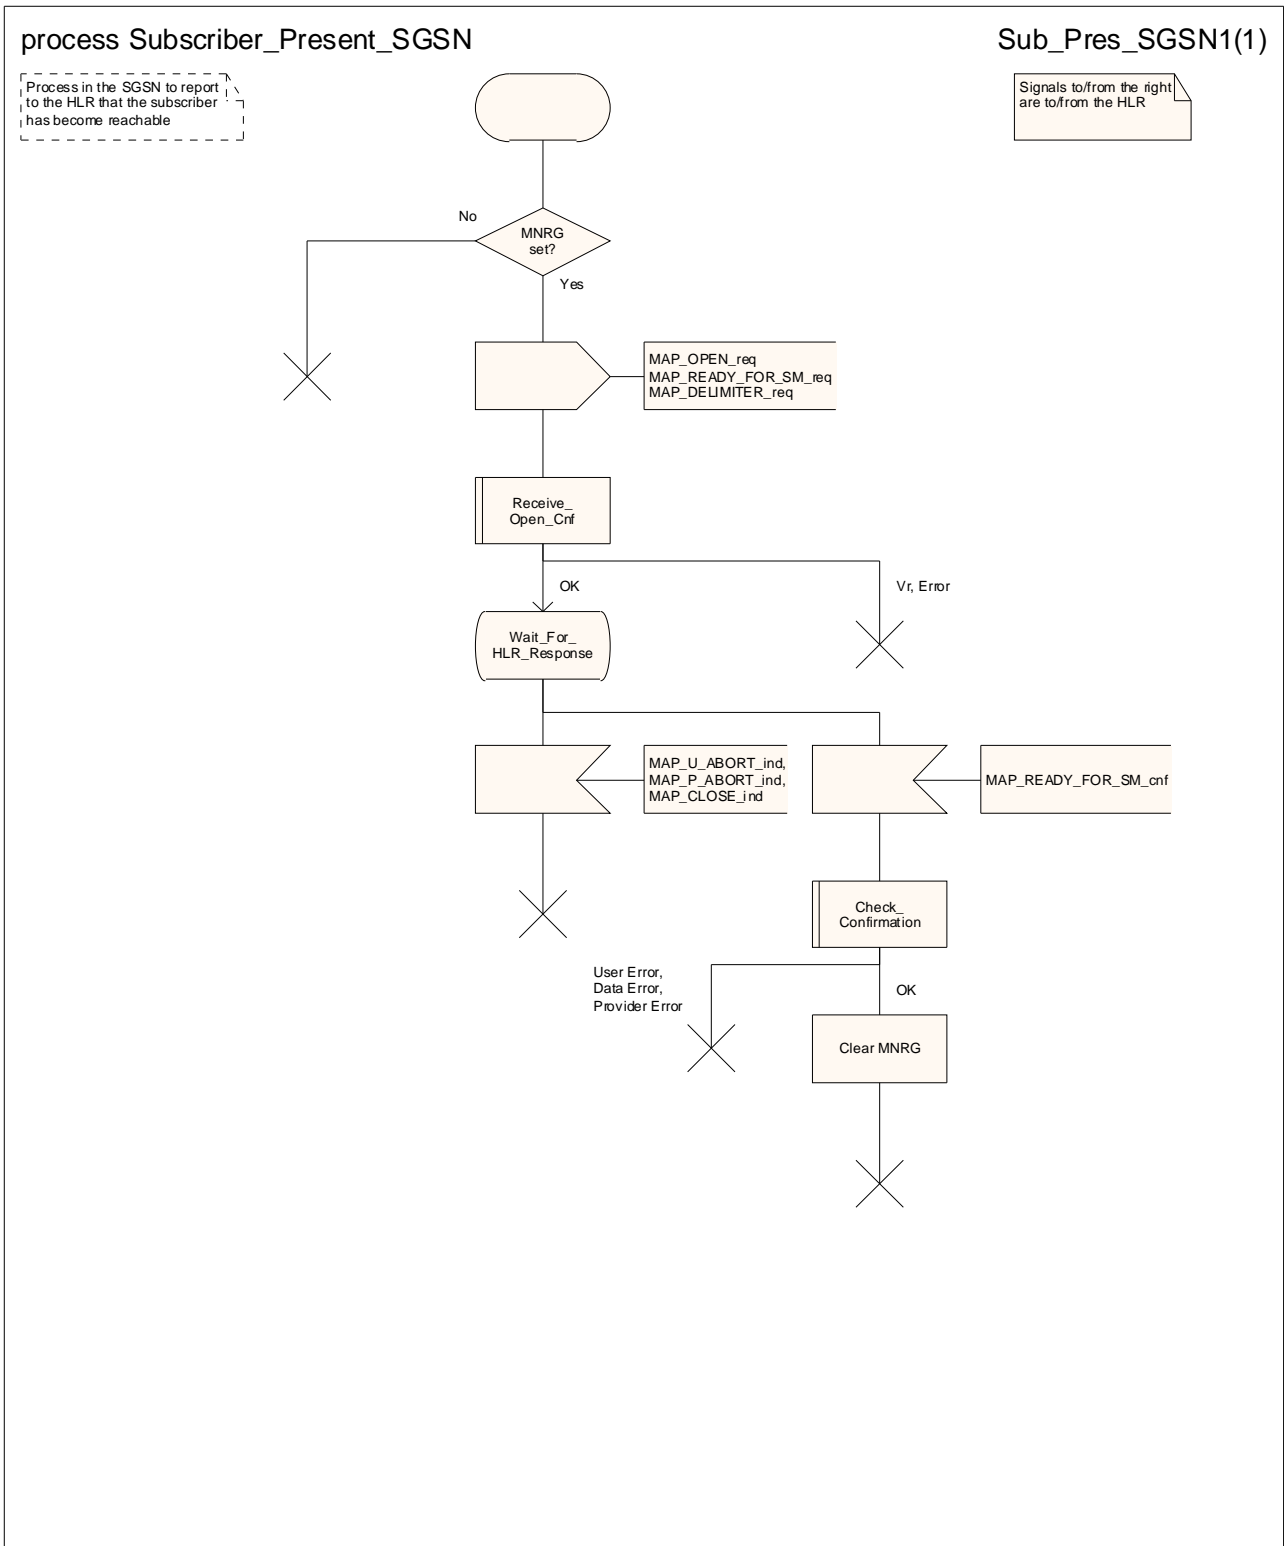 process Subscriber_Present_SGSN
Sub_Pres_SGSN1(1)
Process in the SGSN to report
to the HLR that the subscriber
has become reachable
Signals to/from the right
are to/from the HLR
No
MNRG
set?
Yes
MAP_OPEN_req
MAP_READY_FOR_SM_req
MAP_DELIMITER_req
Receive_
Open_Cnf
OK
Vr, Error
Wait_For_
HLR_Response
MAP_U_ABORT_ind,
MAP_P_ABORT_ind,
MAP_CLOSE_ind
MAP_READY_FOR_SM_cnf
Check_
Confirmation
User Error,
Data Error,
Provider Error
OK
Clear MNRG